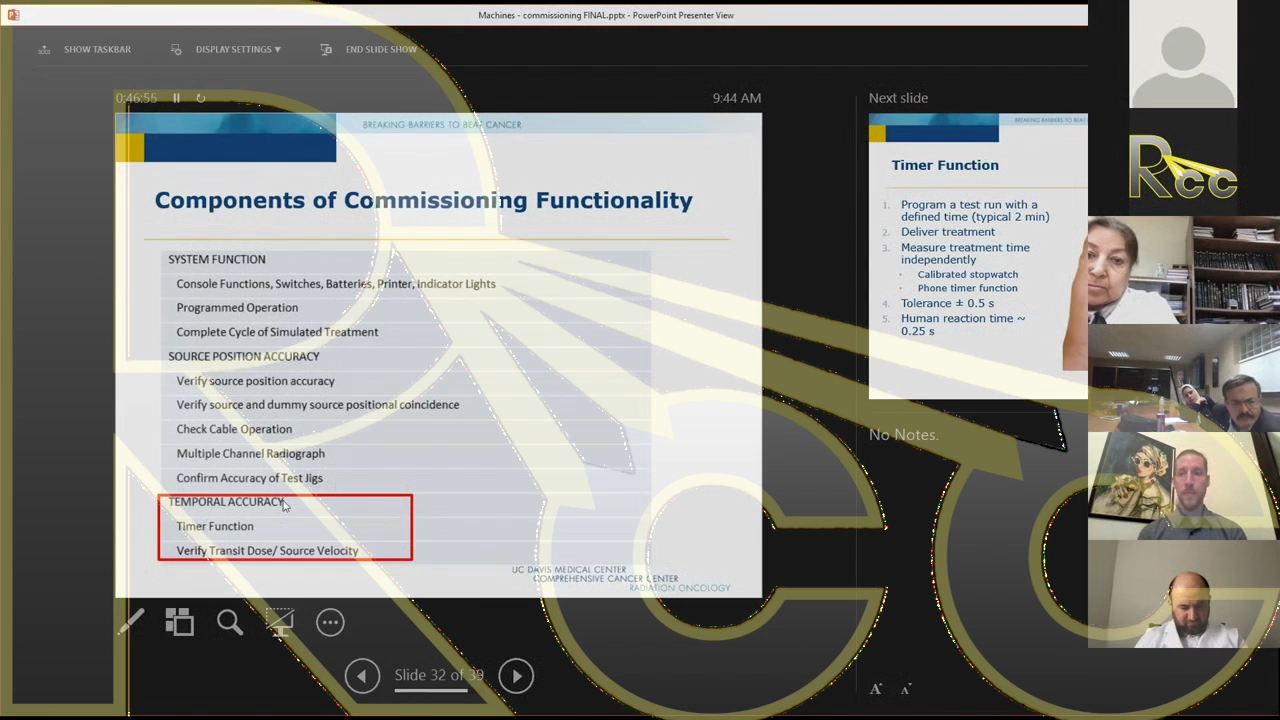 Machines - commissioning FINAL.pptx - PowerPoint Presenter View
SHOW TASKBAR
DISPLAY SETTINGS ▼
END SLIDE SHOW
0:46:55
9:44 AM
BREAKING BARRIERS TO BEAT CANCER
Components of Commissioning Functionality
SYSTEM FUNCTION
Console Functions, Switches, Batteries, Printer, Indicator Lights
Programmed Operation
Complete Cycle of Simulated Treatment
SOURCE POSITION ACCURACY
Verify source position accuracy
Verify source and dummy source positional coincidence
Check Cable Operation
Multiple Channel Radiograph
Confirm Accuracy of Test Jigs
TEMPORAL ACCURACY
Timer Function
Verify Transit Dose/ Source Velocity
UC DAVIS MEDICAL CENTER
COMPREHENSIVE CANCER CENTER
RADIATION ONCOLOGY
Slide 32 of 39
Next slide
BREAKING BARRIERS TO BEA
Timer Function
1. Program a test run with a
defined time (typical 2 min)
2. Deliver treatment
3. Measure treatment time
independently
• Calibrated stopwatch
• Phone timer function
4. Tolerance ± 0.5 s
5. Human reaction time ~
0.25 s
No Notes.
A A
Rcc
Rcc